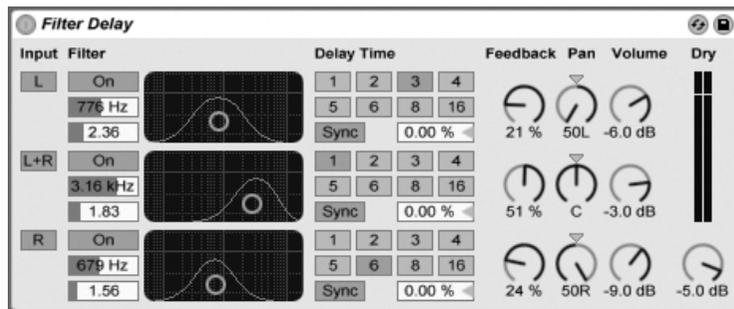 Filter Delay
Input Filter Delay Time Feedback Pan Volume Dry
L On 1 2 3 4
776 Hz 5 6 8 16
2.36 Sync 0.00 % 21 % 50L -6.0 dB
L+R On 1 2 3 4
3.16 kHz 5 6 8 16
1.83 Sync 0.00 % 51 % C -3.0 dB
R On 1 2 3 4
679 Hz 5 6 8 16
1.56 Sync 0.00 % 24 % 50R -9.0 dB -5.0 dB